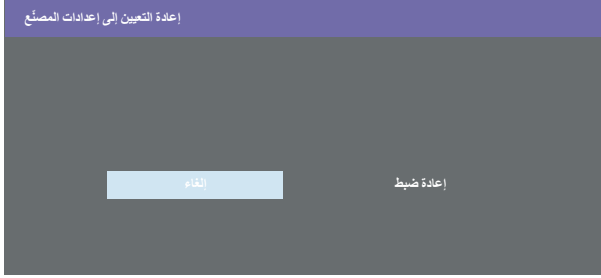 إعادة التعيين إلى إعدادات المصنّع
إعادة ضبط
إلغاء